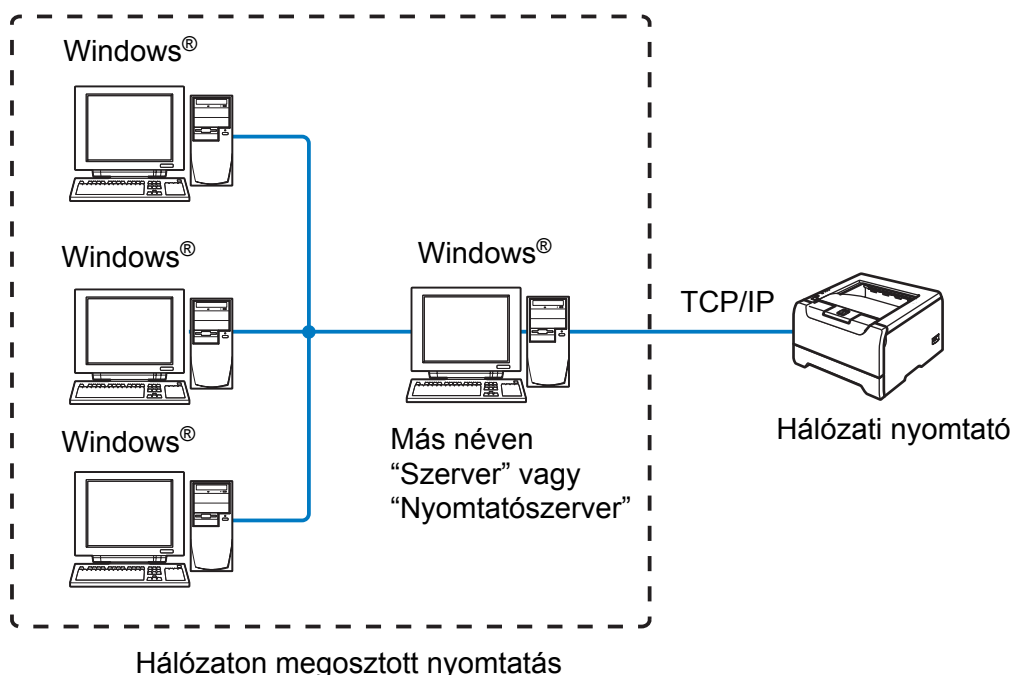 Windows®
Windows®
Windows®
TCP/IP
Windows®
Más néven
“Szerver” vagy
“Nyomtatószerver”
Hálózati nyomtató
Hálózaton megosztott nyomtatás